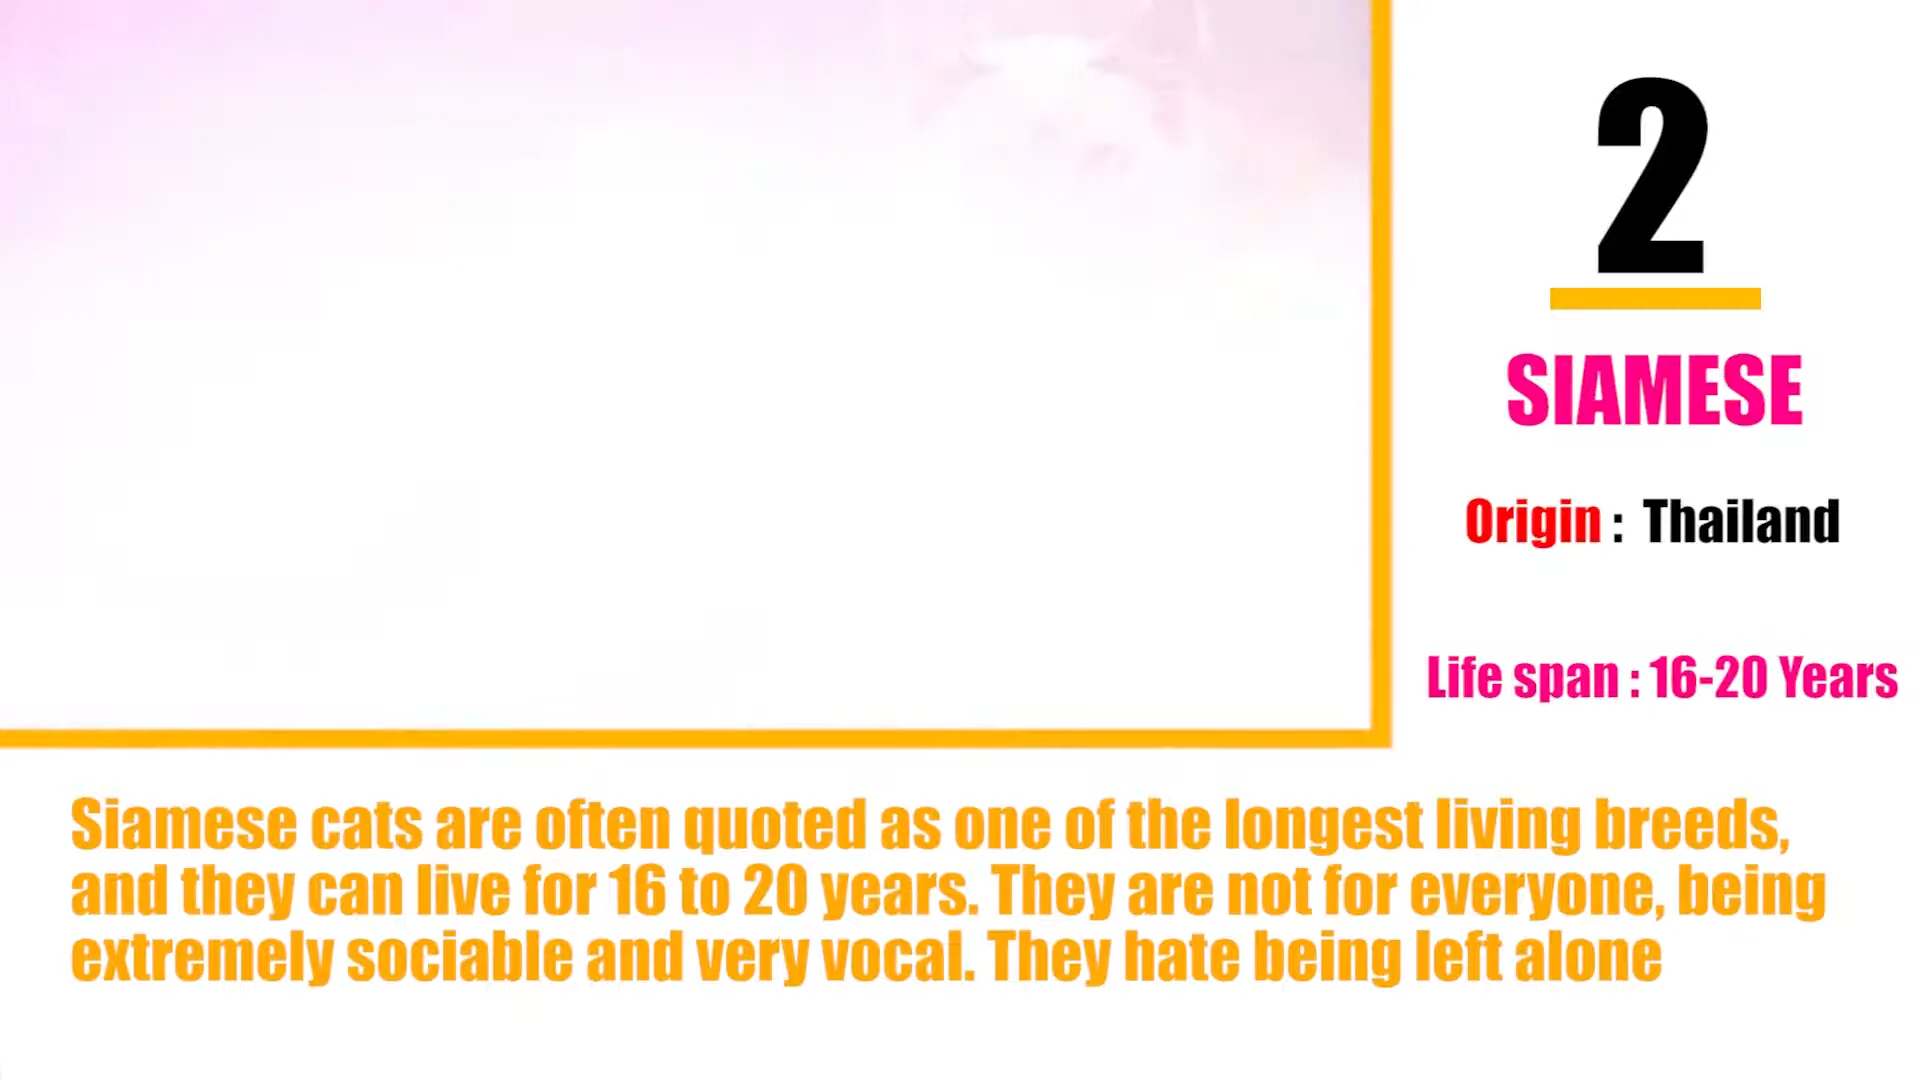 2
SIAMESE
Origin : Thailand
Life span : 16-20 Years
Siamese cats are often quoted as one of the longest living breeds,
and they can live for 16 to 20 years. They are not for everyone, being
extremely sociable and very vocal. They hate being left alone